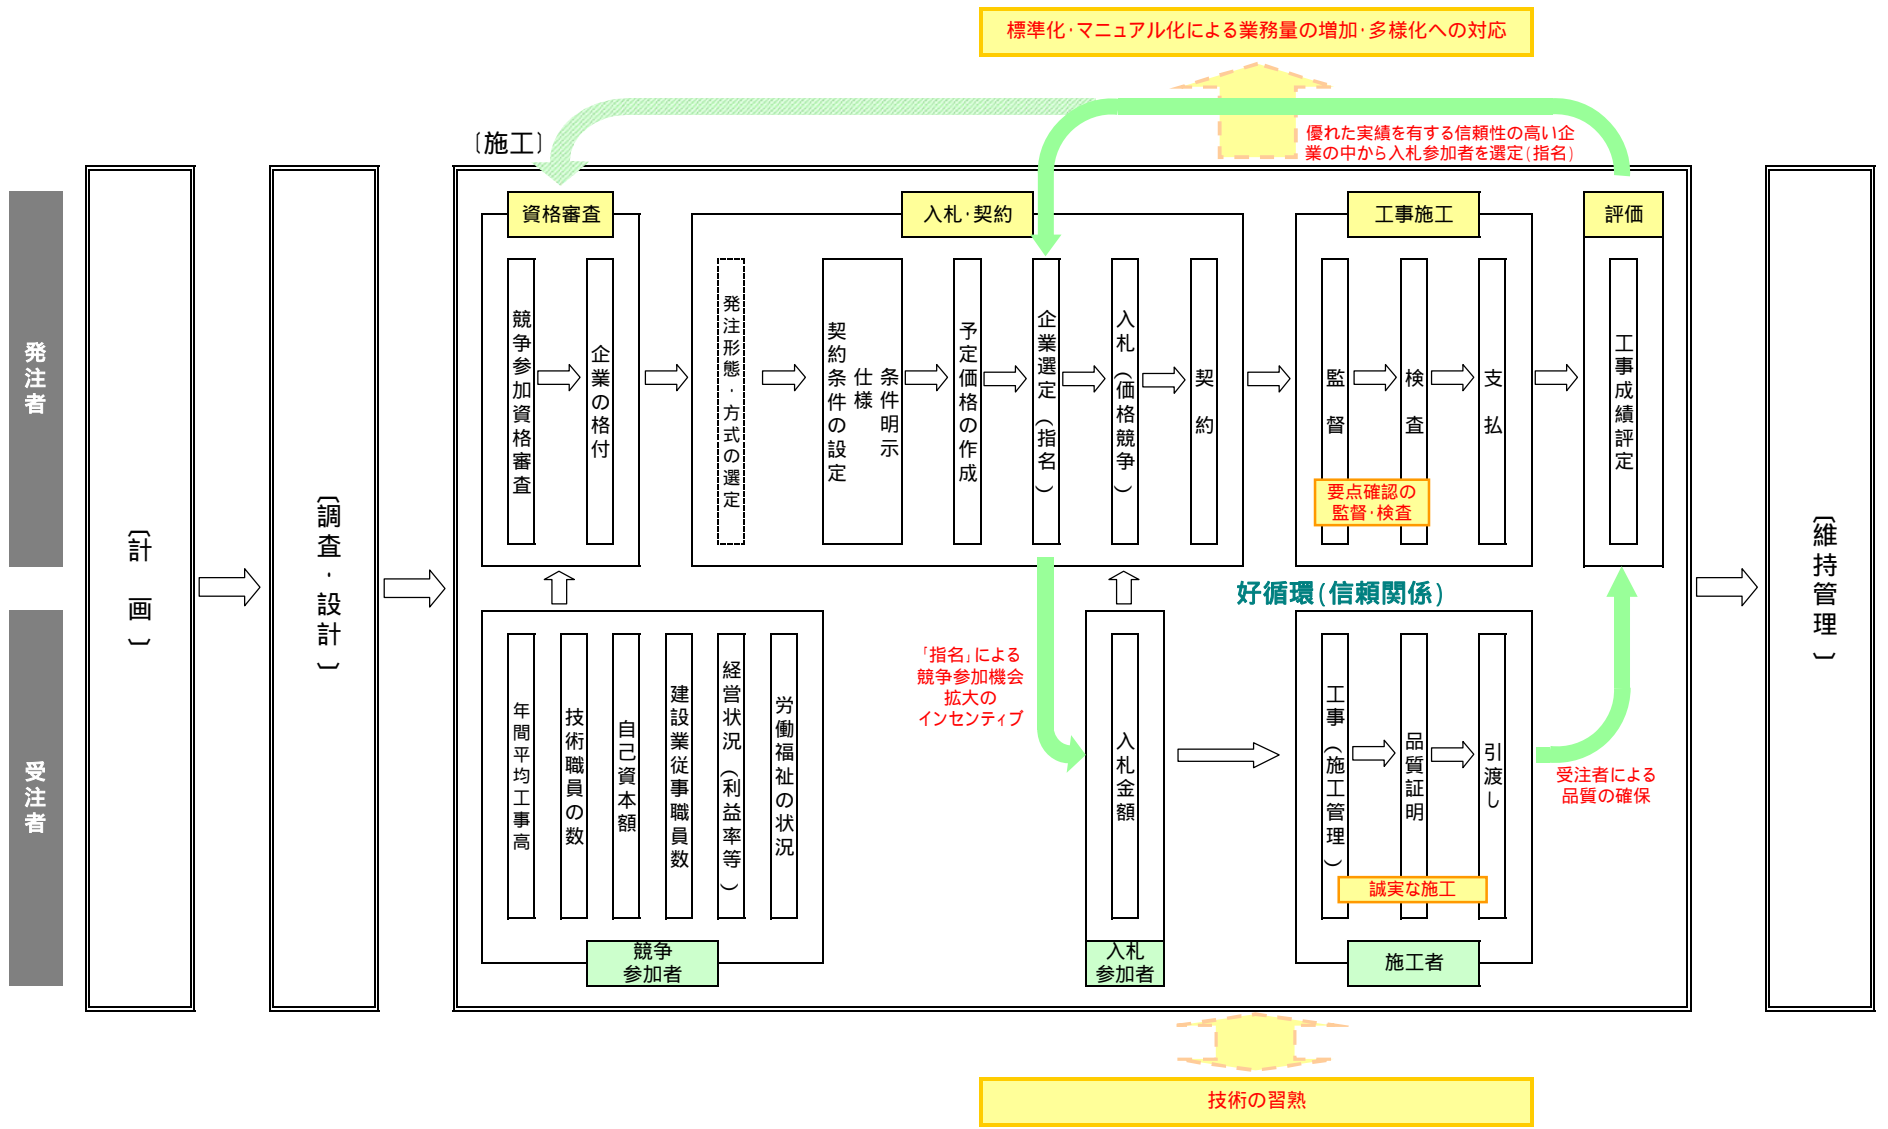 標準化・マニュアル化による業務量の増加・多様化への対応
〔施工〕
優れた実績を有する信頼性の高い企
業の中から入札参加者を選定(指名)
発注者
受注者
〔計　画〕
〔調査・設計〕
資格審査
競争参加資格審査
企業の格付
入札・契約
発注形態・方式の選定
契約条件の設定
仕様
条件明示
予定価格の作成
企業選定(指名)
入札(価格競争)
契　約
工事施工
監　督
検　査
支　払
要点確認の
監督・検査
評価
工事成績評定
好循環(信頼関係)
年間平均工事高
技術職員の数
自己資本額
建設業従事職員数
経営状況(利益率等)
労働福祉の状況
競争
参加者
「指名」による
競争参加機会
拡大の
インセンティブ
入札金額
入札
参加者
工事(施工管理)
品質証明
引渡し
誠実な施工
施工者
受注者による
品質の確保
〔維持管理〕
技術の習熟